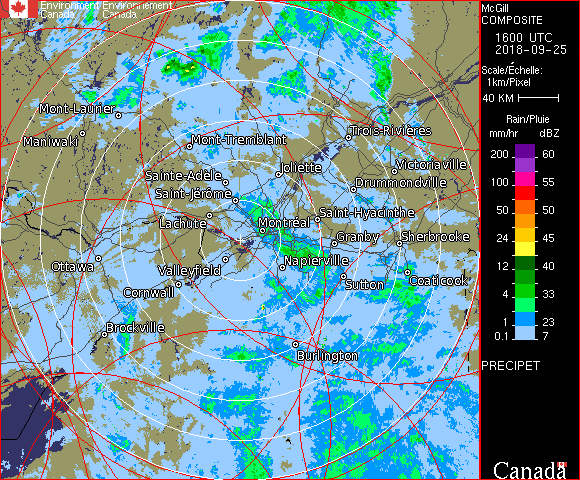 Environment Environnement
Canada Canada
McGill
COMPOSITE
1600 UTC
2018-09-25
Scale/Échelle:
1km/Pixel
40 KM
Rain/Pluie
mm/hr dBZ
200 60
100 55
50 50
24 45
12 40
4 33
1 23
0.1 7
PRECIPET
Canada
Mont-Laurier
Maniwaki
Mont-Tremblant
Trois-Rivières
Sainte-Adèle
Joliette
Victoriaville
Saint-Jérôme
Drummondville
Lachute
Montréal
Saint-Hyacinthe
Granby
Sherbrooke
Ottawa
Valleyfield
Napierville
Coaticook
Cornwall
Sutton
Brockville
Burlington